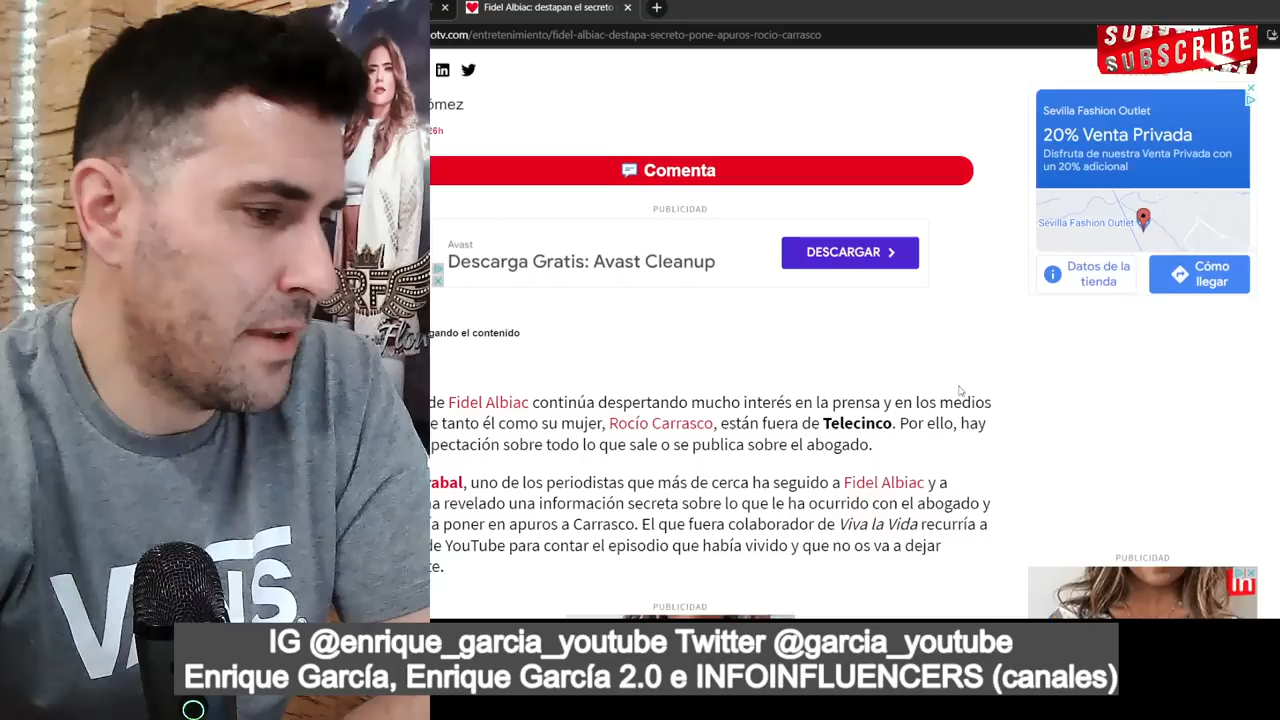 Fidel Albiac: destapan el secreto
otv.com/entretenimiento/fidel-albiac-destapa-secreto-pone-apuros-rocio-carrasco
SUBSCRIBE
SUBSCRIBE
ómez
26h
Comenta
PUBLICIDAD
Avast
Descarga Gratis: Avast Cleanup
DESCARGAR
Sevilla Fashion Outlet
20% Venta Privada
Disfruta de nuestra Venta Privada con
un 20% adicional
Sevilla Fashion Outlet
Datos de la
tienda
Cómo
llegar
gando el contenido
de Fidel Albiac continúa despertando mucho interés en la prensa y en los medios
e tanto él como su mujer, Rocío Carrasco, están fuera de Telecinco. Por ello, hay
pectación sobre todo lo que sale o se publica sobre el abogado.
abal, uno de los periodistas que más de cerca ha seguido a Fidel Albiac y a
a revelado una información secreta sobre lo que le ha ocurrido con el abogado y
a poner en apuros a Carrasco. El que fuera colaborador de Viva la Vida recurría a
de YouTube para contar el episodio que había vivido y que no os va a dejar
te.
PUBLICIDAD
PUBLICIDAD
RF
Flow
VANS
IG @enrique_garcia_youtube Twitter @garcia_youtube
Enrique García, Enrique García 2.0 e INFOINFLUENCERS (canales)